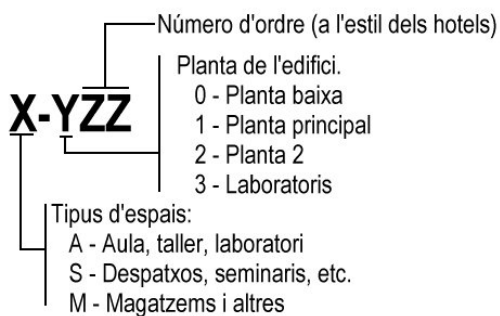 Número d'ordre (a l'estil dels hotels)
Planta de l'edifici.
0 - Planta baixa
1 - Planta principal
2 - Planta 2
3 - Laboratoris
X-YZZ
Tipus d'espais:
A - Aula, taller, laboratori
S - Despatxos, seminaris, etc.
M - Magatzems i altres